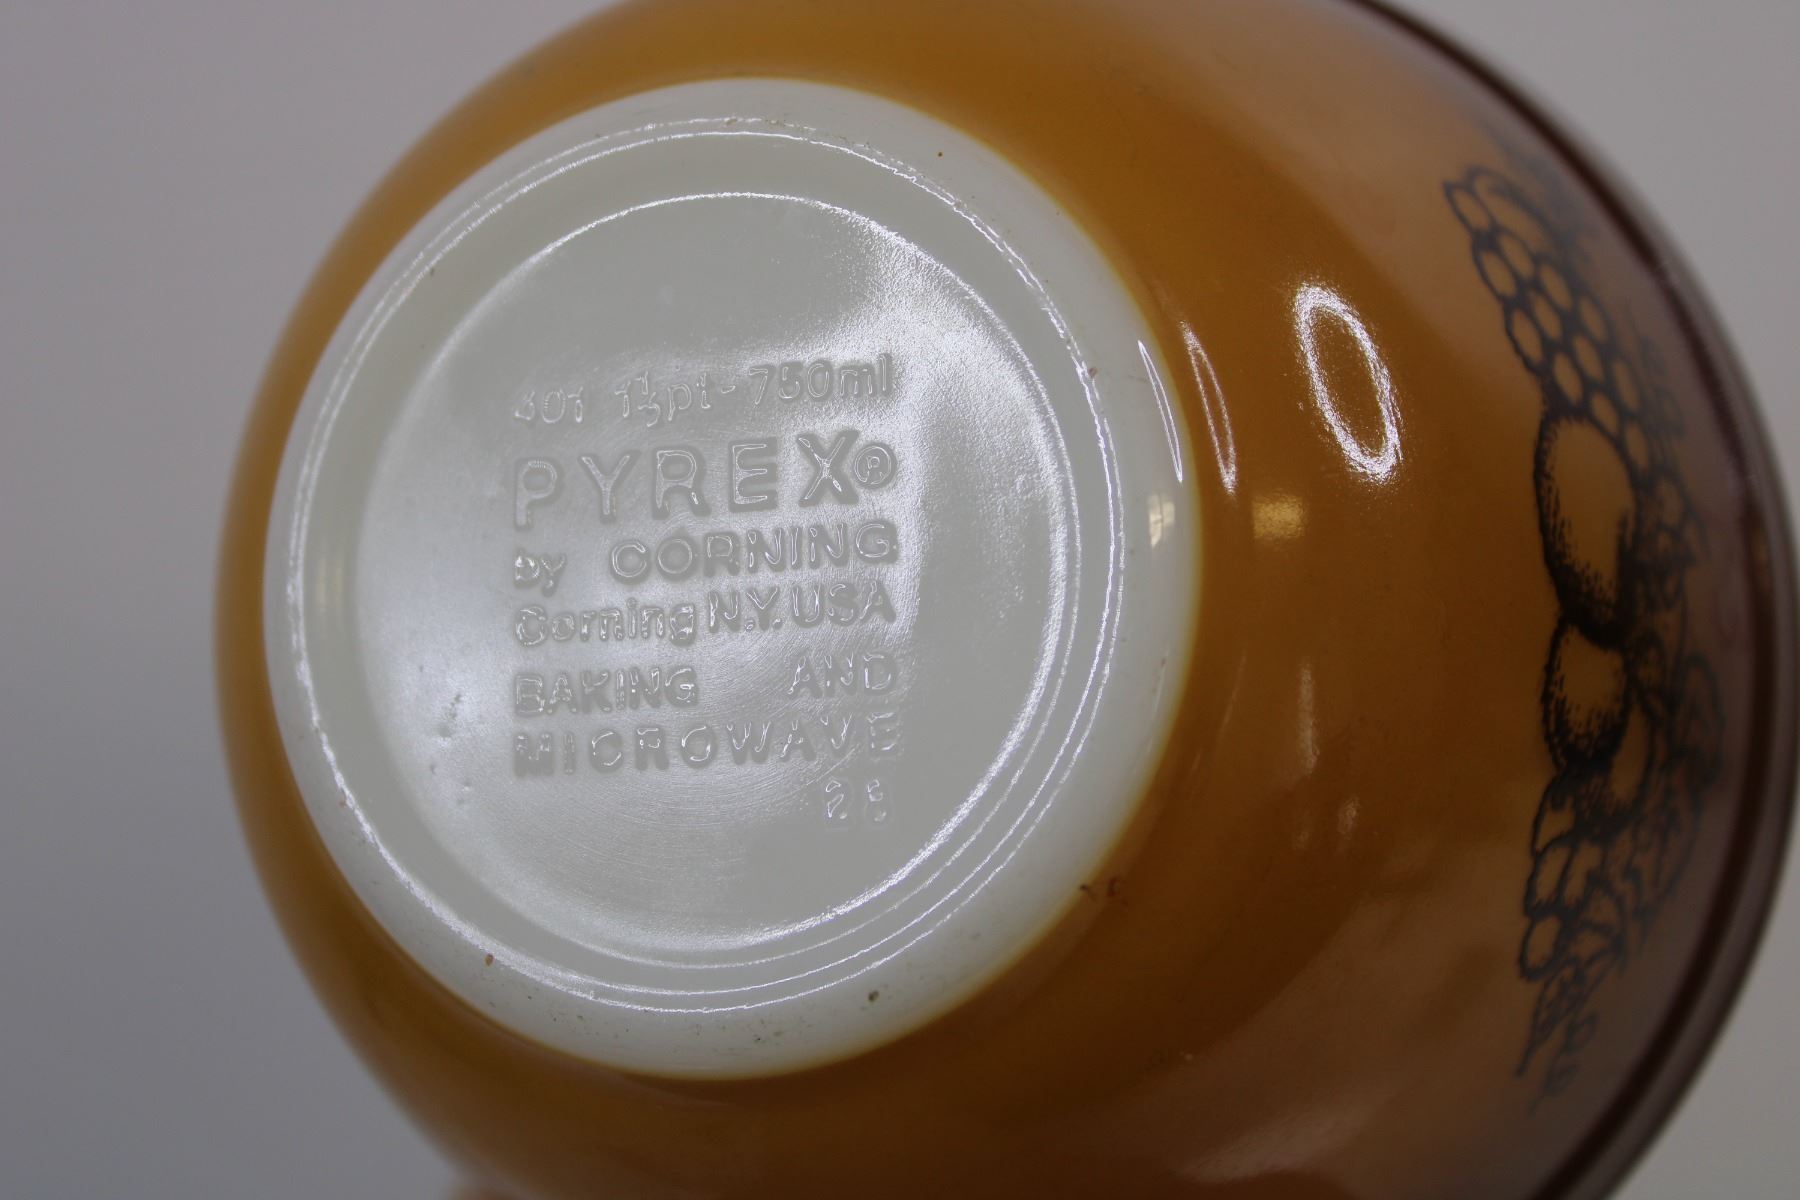 401 1½pt-750ml
PYREX®
by CORNING
Corning N.Y. USA
BAKING AND
MICROWAVE
28